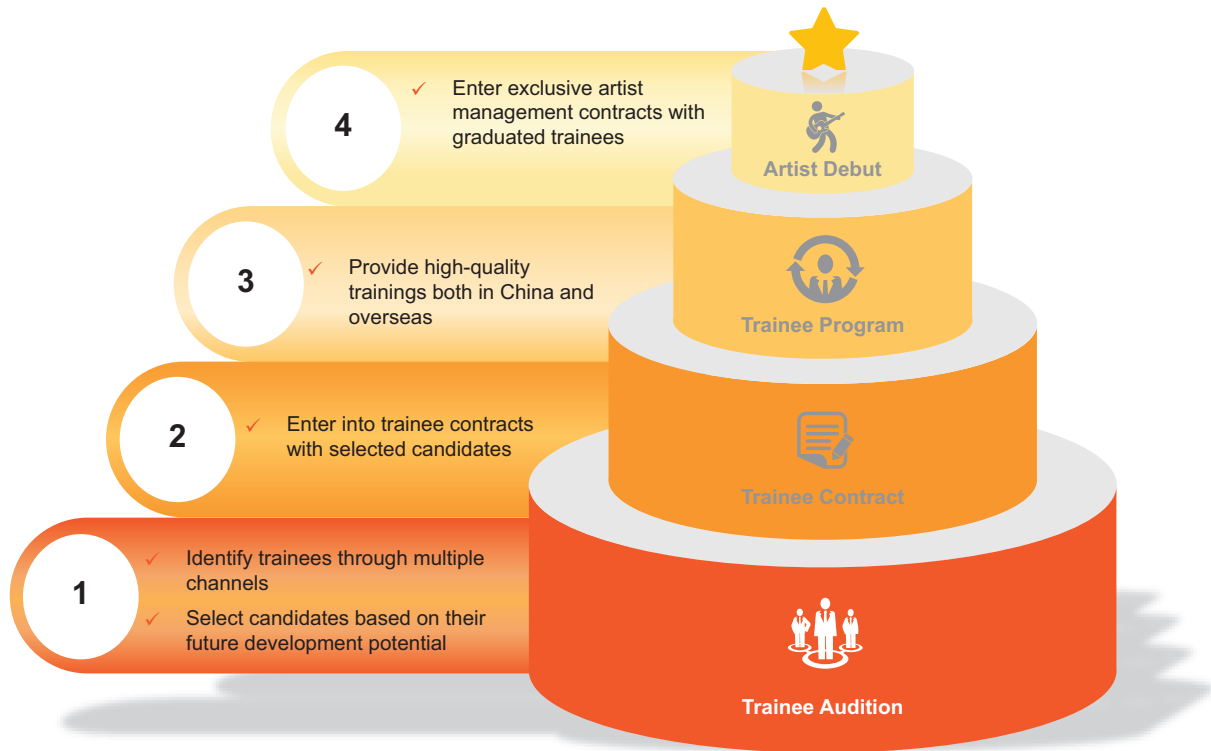 4
Enter exclusive artist
management contracts with
graduated trainees
Artist Debut
3
Provide high-quality
trainings both in China and
overseas
Trainee Program
2
Enter into trainee contracts
with selected candidates
Trainee Contract
1
Identify trainees through multiple
channels
Select candidates based on their
future development potential
Trainee Audition